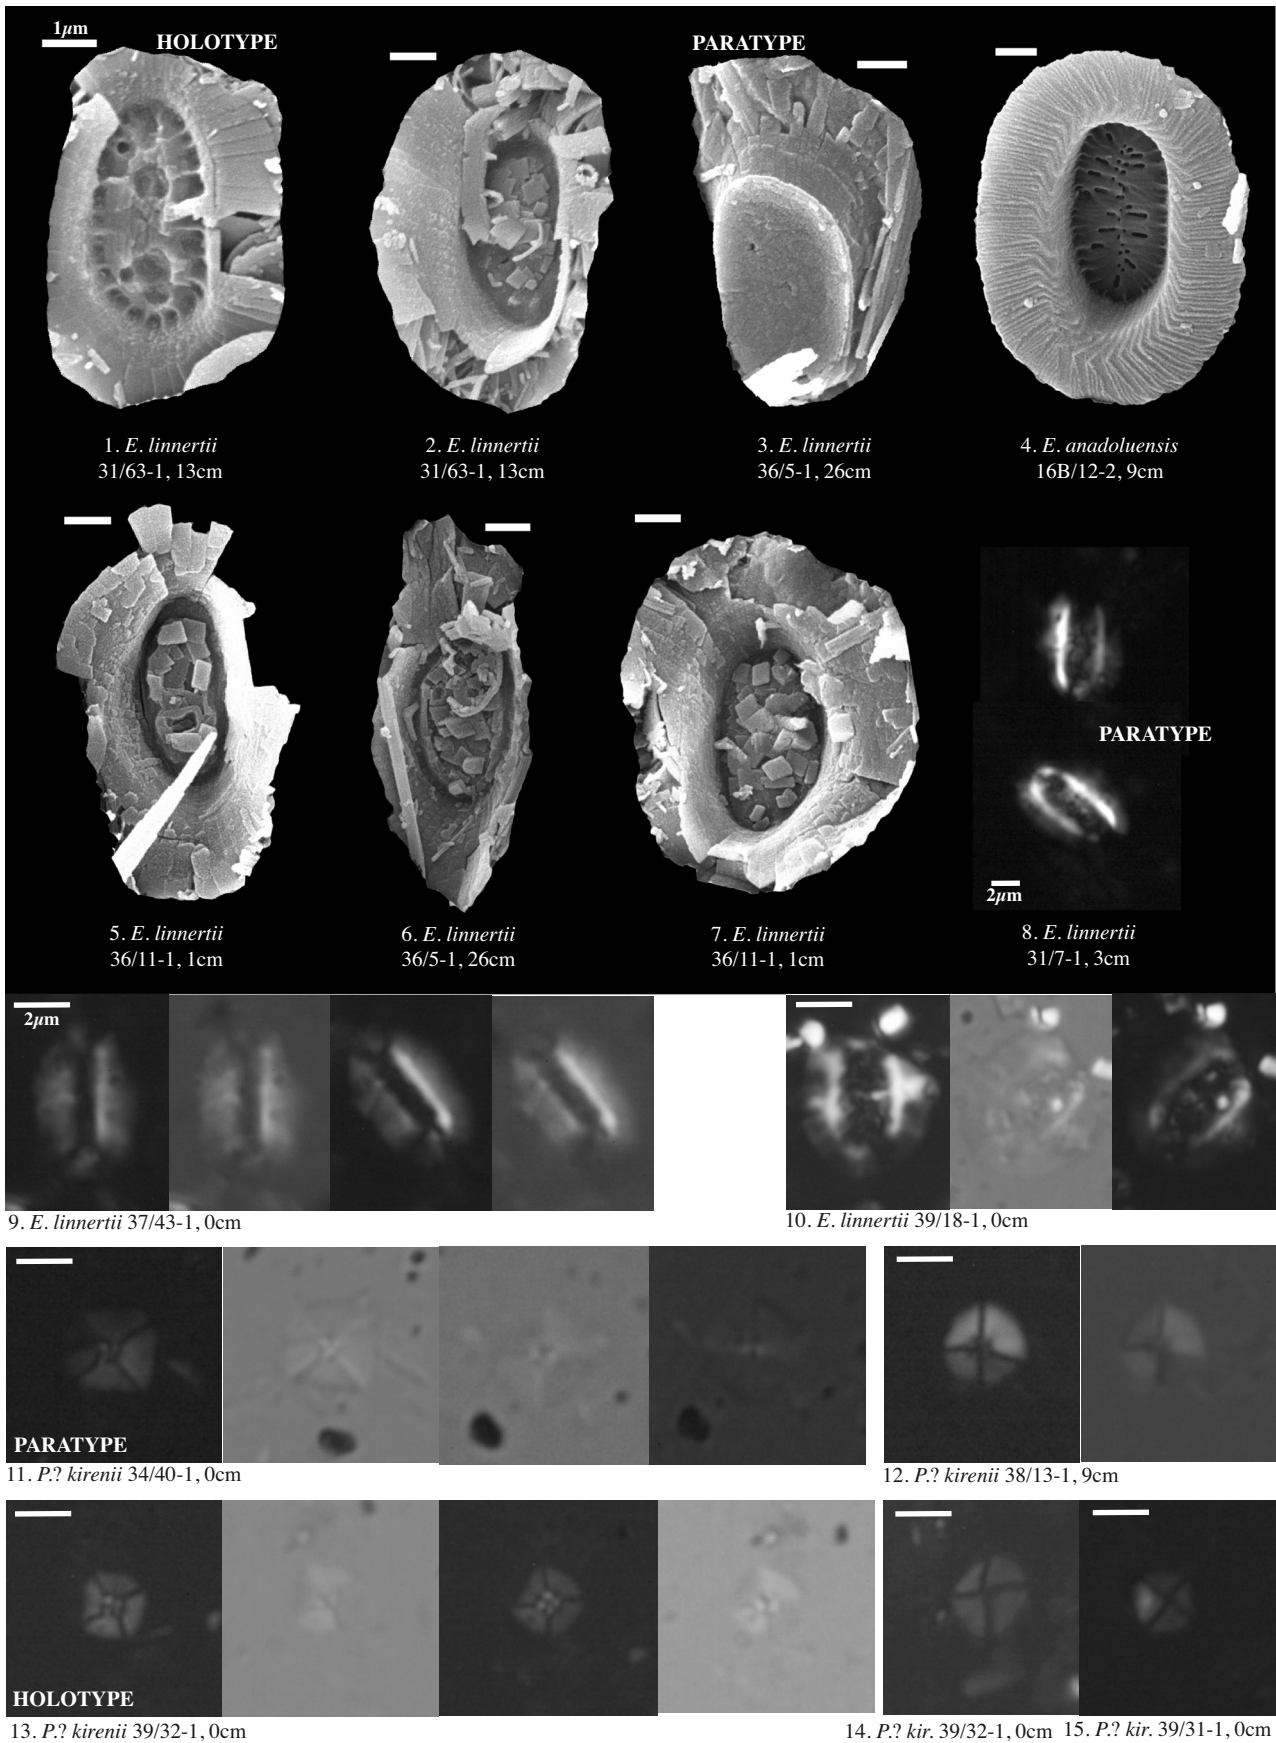 1µm
HOLOTYPE
PARATYPE
1. E. linnertii
31/63-1, 13cm
2. E. linnertii
31/63-1, 13cm
3. E. linnertii
36/5-1, 26cm
4. E. anadoluensis
16B/12-2, 9cm
PARATYPE
2µm
5. E. linnertii
36/11-1, 1cm
6. E. linnertii
36/5-1, 26cm
7. E. linnertii
36/11-1, 1cm
8. E. linnertii
31/7-1, 3cm
2µm
9. E. linnertii 37/43-1, 0cm
10. E. linnertii 39/18-1, 0cm
PARATYPE
11. P.? kirenii 34/40-1, 0cm
12. P.? kirenii 38/13-1, 9cm
HOLOTYPE
13. P.? kirenii 39/32-1, 0cm
14. P.? kir. 39/32-1, 0cm
15. P.? kir. 39/31-1, 0cm